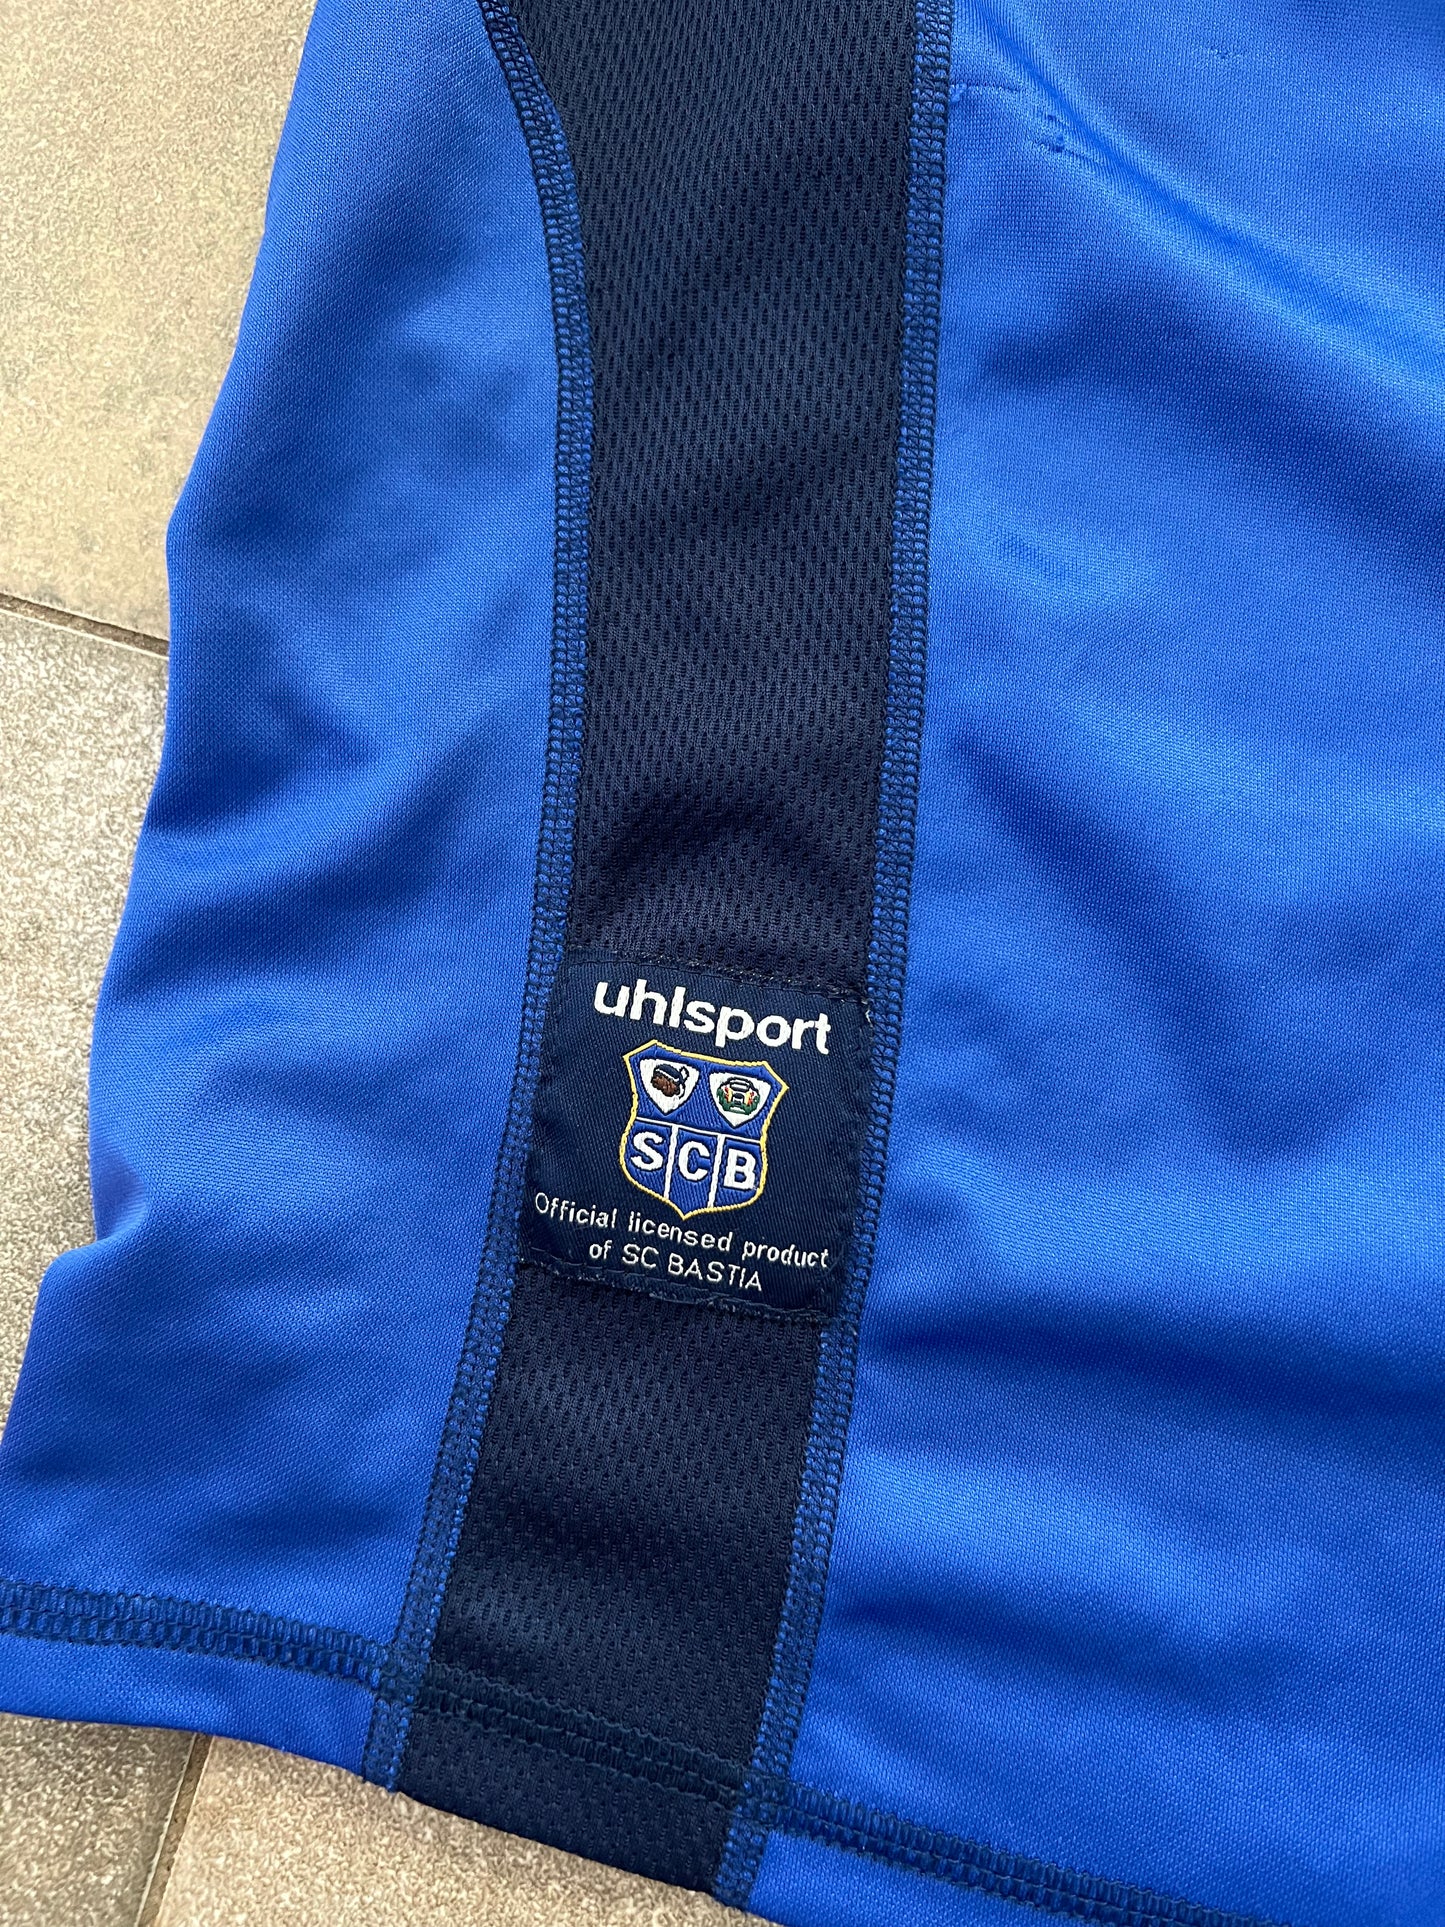 uhlsport
SCB
Official licensed product
of SC BASTIA